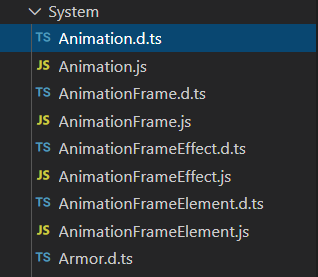 System
TS Animation.d.ts
JS Animation.js
TS AnimationFrame.d.ts
JS AnimationFrame.js
TS AnimationFrameEffect.d.ts
JS AnimationFrameEffect.js
TS AnimationFrameElement.d.ts
JS AnimationFrameElement.js
TS Armor.d.ts